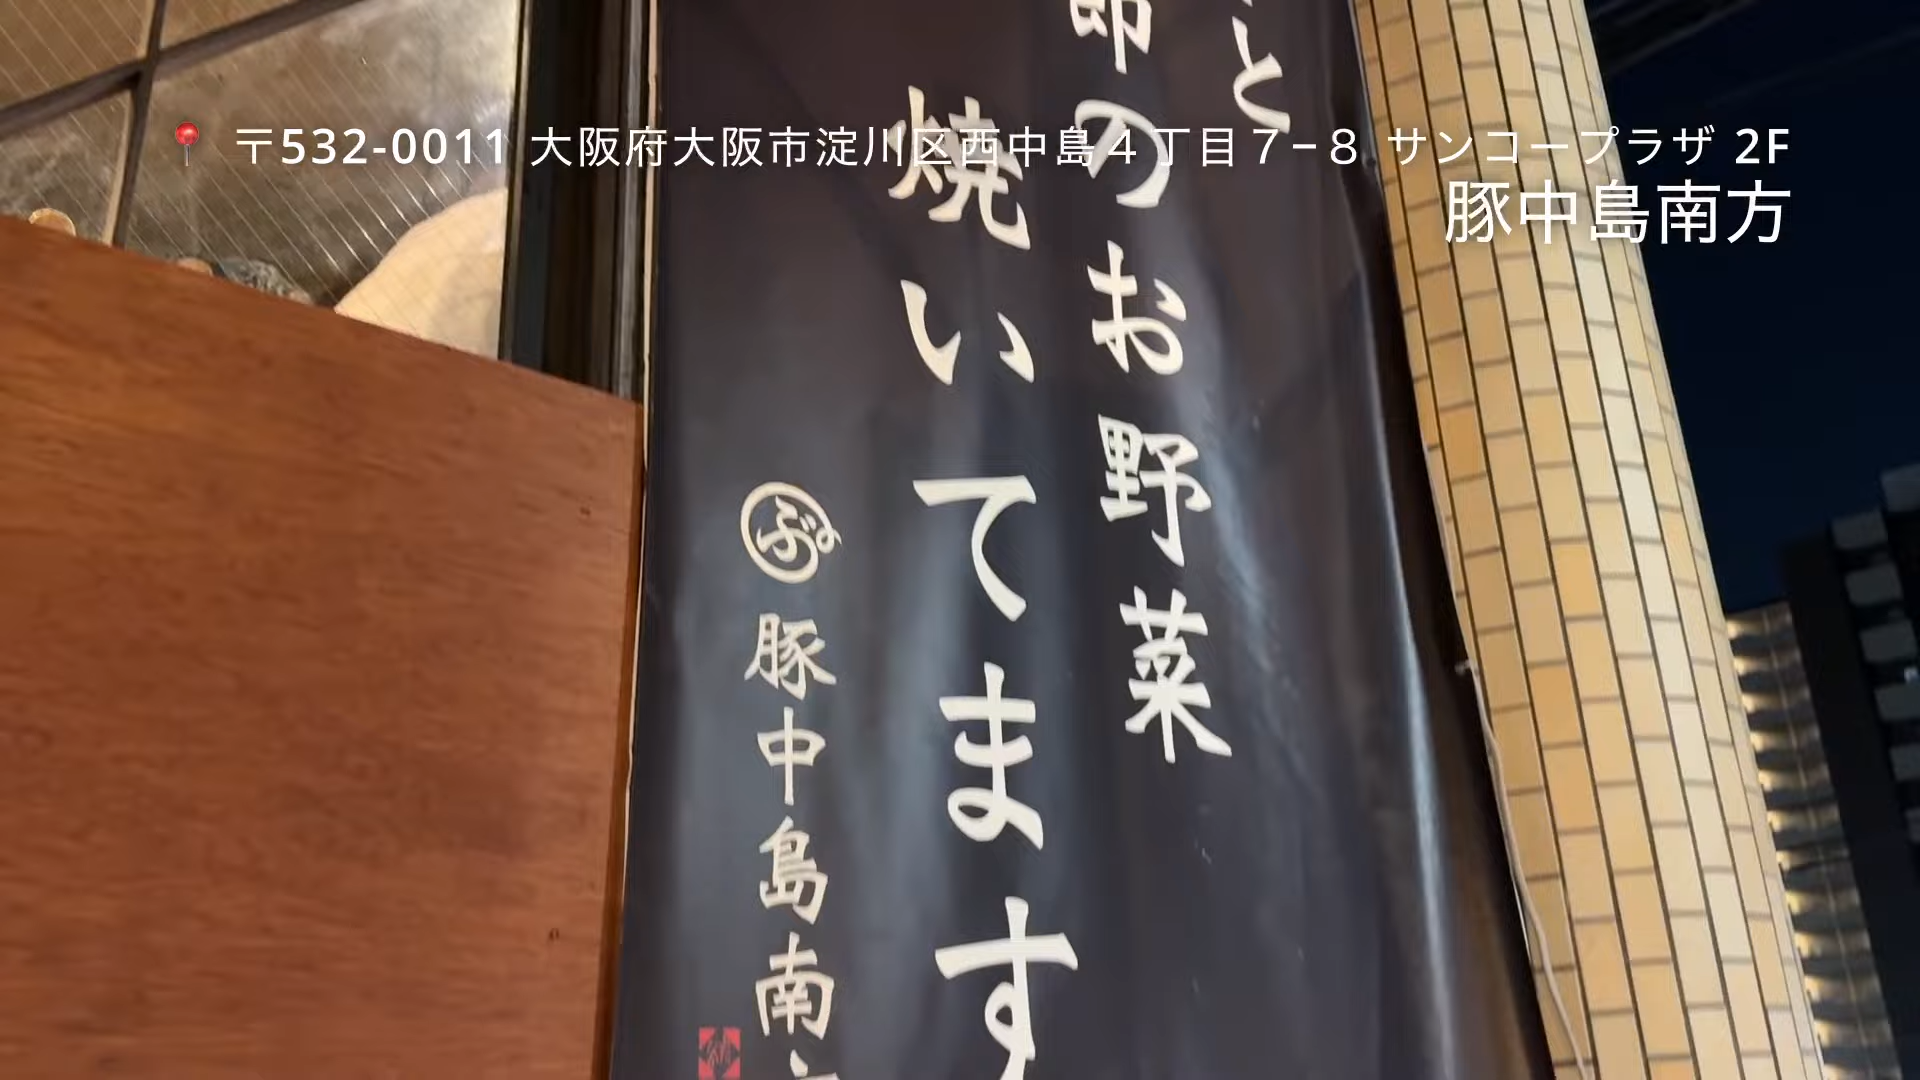 📍 〒532-0011 大阪府大阪市淀川区西中島４丁目７−８ サンコープラザ 2F
豚中島南方
と
節のお野菜
焼いてます
ぶ 豚中島南